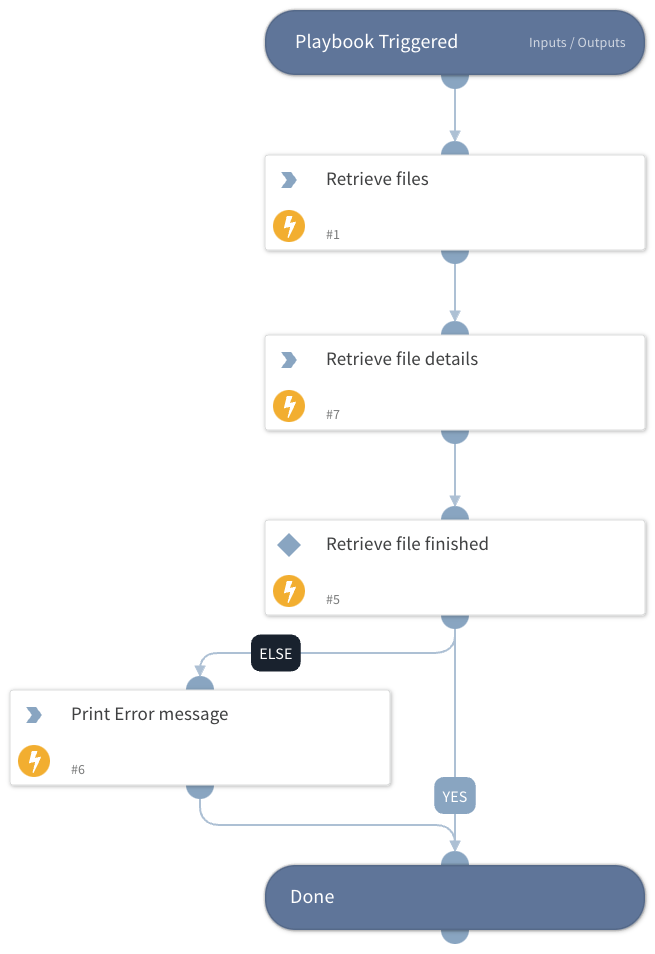 Playbook Triggered
Inputs / Outputs
Retrieve files
#1
Retrieve file details
#7
Retrieve file finished
#5
ELSE
Print Error message
#6
YES
Done